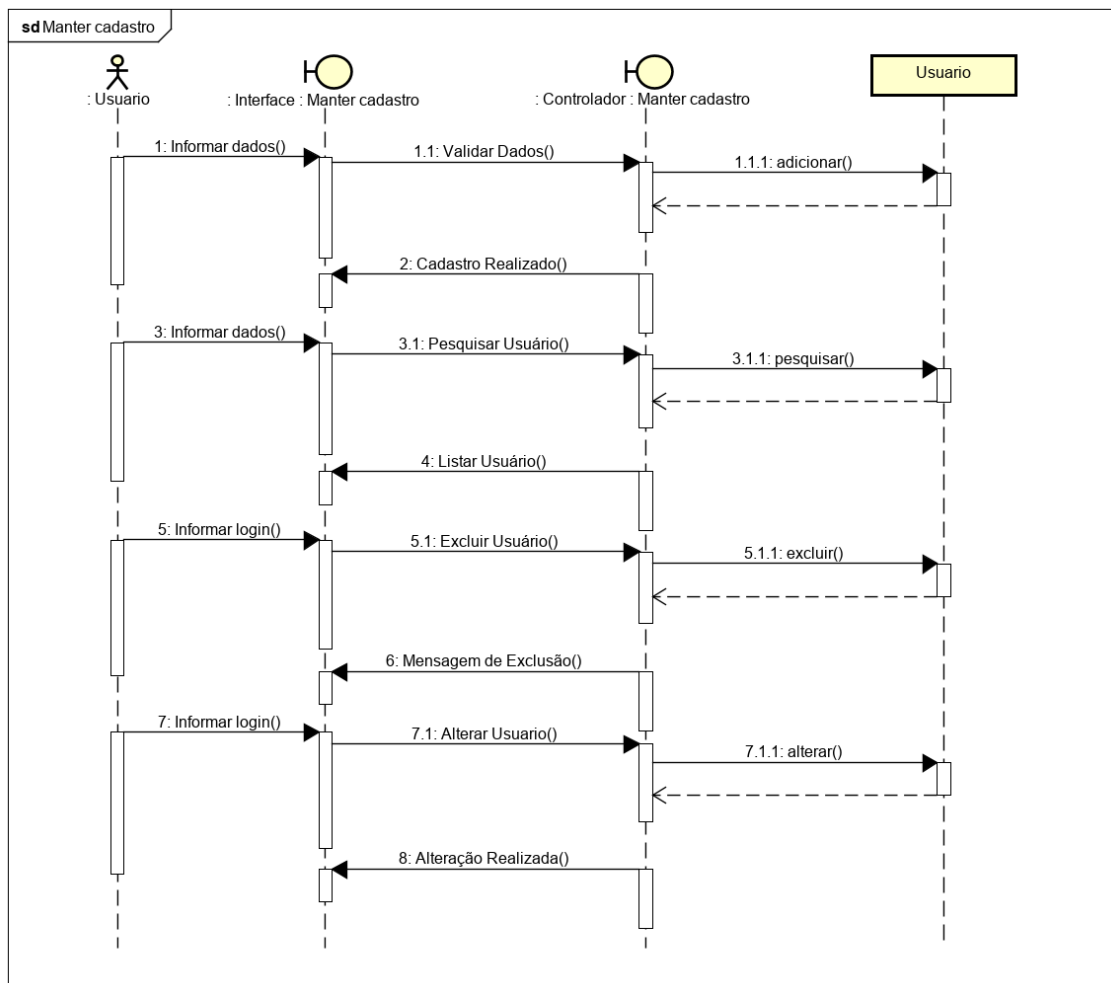 sd Manter cadastro
: Usuario
: Interface : Manter cadastro
: Controlador : Manter cadastro
Usuario
1: Informar dados()
1.1: Validar Dados()
1.1.1: adicionar()
2: Cadastro Realizado()
3: Informar dados()
3.1: Pesquisar Usuário()
3.1.1: pesquisar()
4: Listar Usuário()
5: Informar login()
5.1: Excluir Usuário()
5.1.1: excluir()
6: Mensagem de Exclusão()
7: Informar login()
7.1: Alterar Usuario()
7.1.1: alterar()
8: Alteração Realizada()